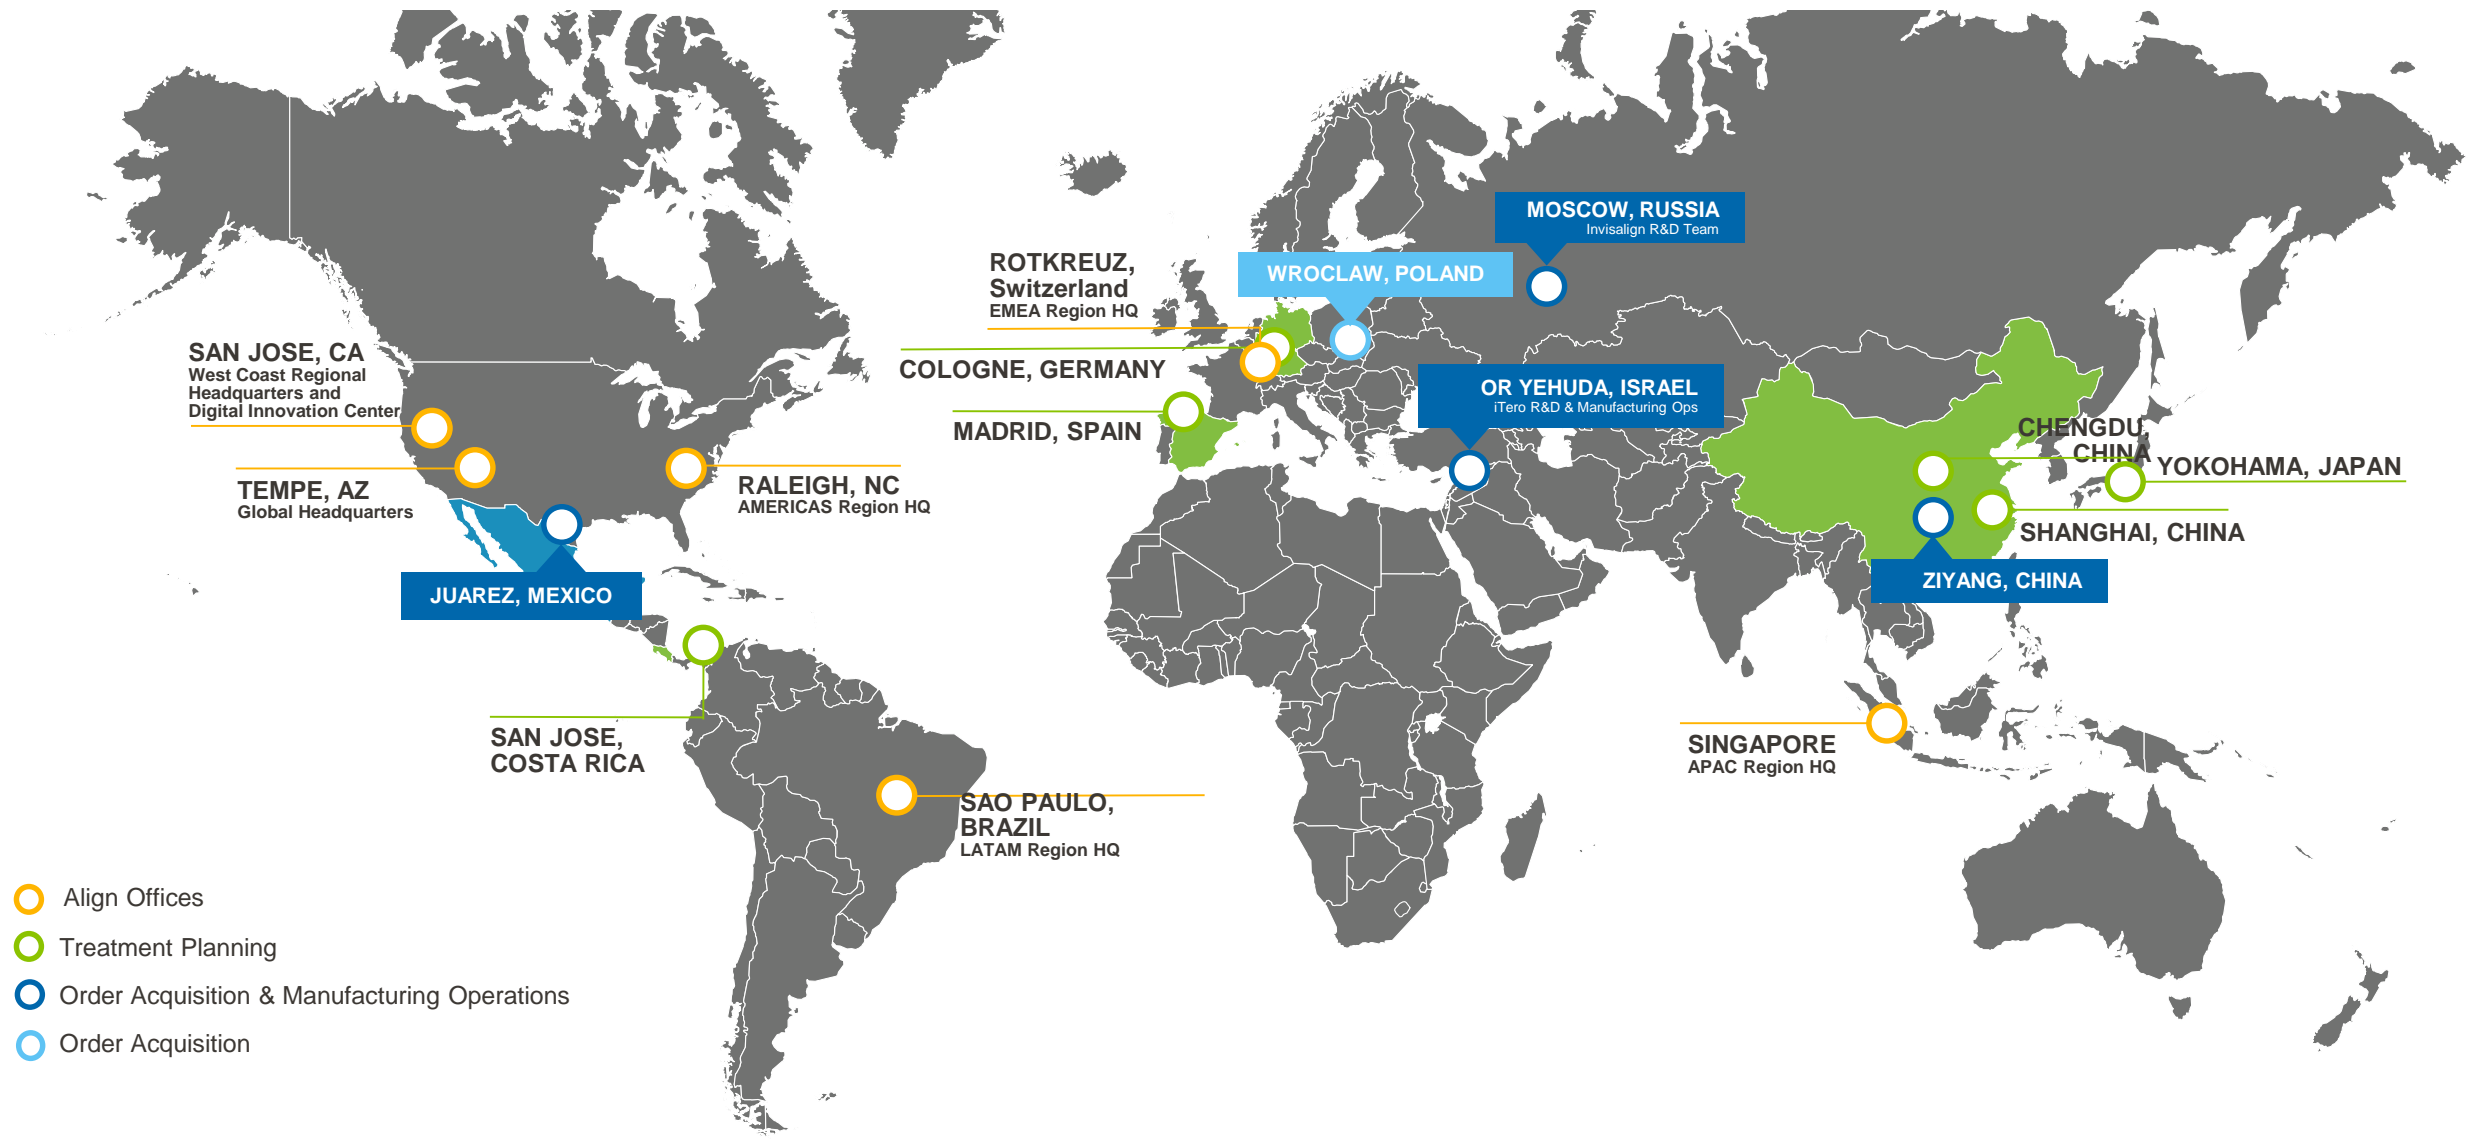 MOSCOW, RUSSIA
Invisalign R&D Team
ROTKREUZ,
Switzerland
EMEA Region HQ
WROCLAW, POLAND
SAN JOSE, CA
West Coast Regional
Headquarters and
Digital Innovation Center
COLOGNE, GERMANY
OR YEHUDA, ISRAEL
iTero R&D & Manufacturing Ops
MADRID, SPAIN
CHENGDU,
CHINA
YOKOHAMA, JAPAN
TEMPE, AZ
Global Headquarters
RALEIGH, NC
AMERICAS Region HQ
SHANGHAI, CHINA
JUAREZ, MEXICO
ZIYANG, CHINA
SAN JOSE,
COSTA RICA
SINGAPORE
APAC Region HQ
SAO PAULO,
BRAZIL
LATAM Region HQ
Align Offices
Treatment Planning
Order Acquisition & Manufacturing Operations
Order Acquisition